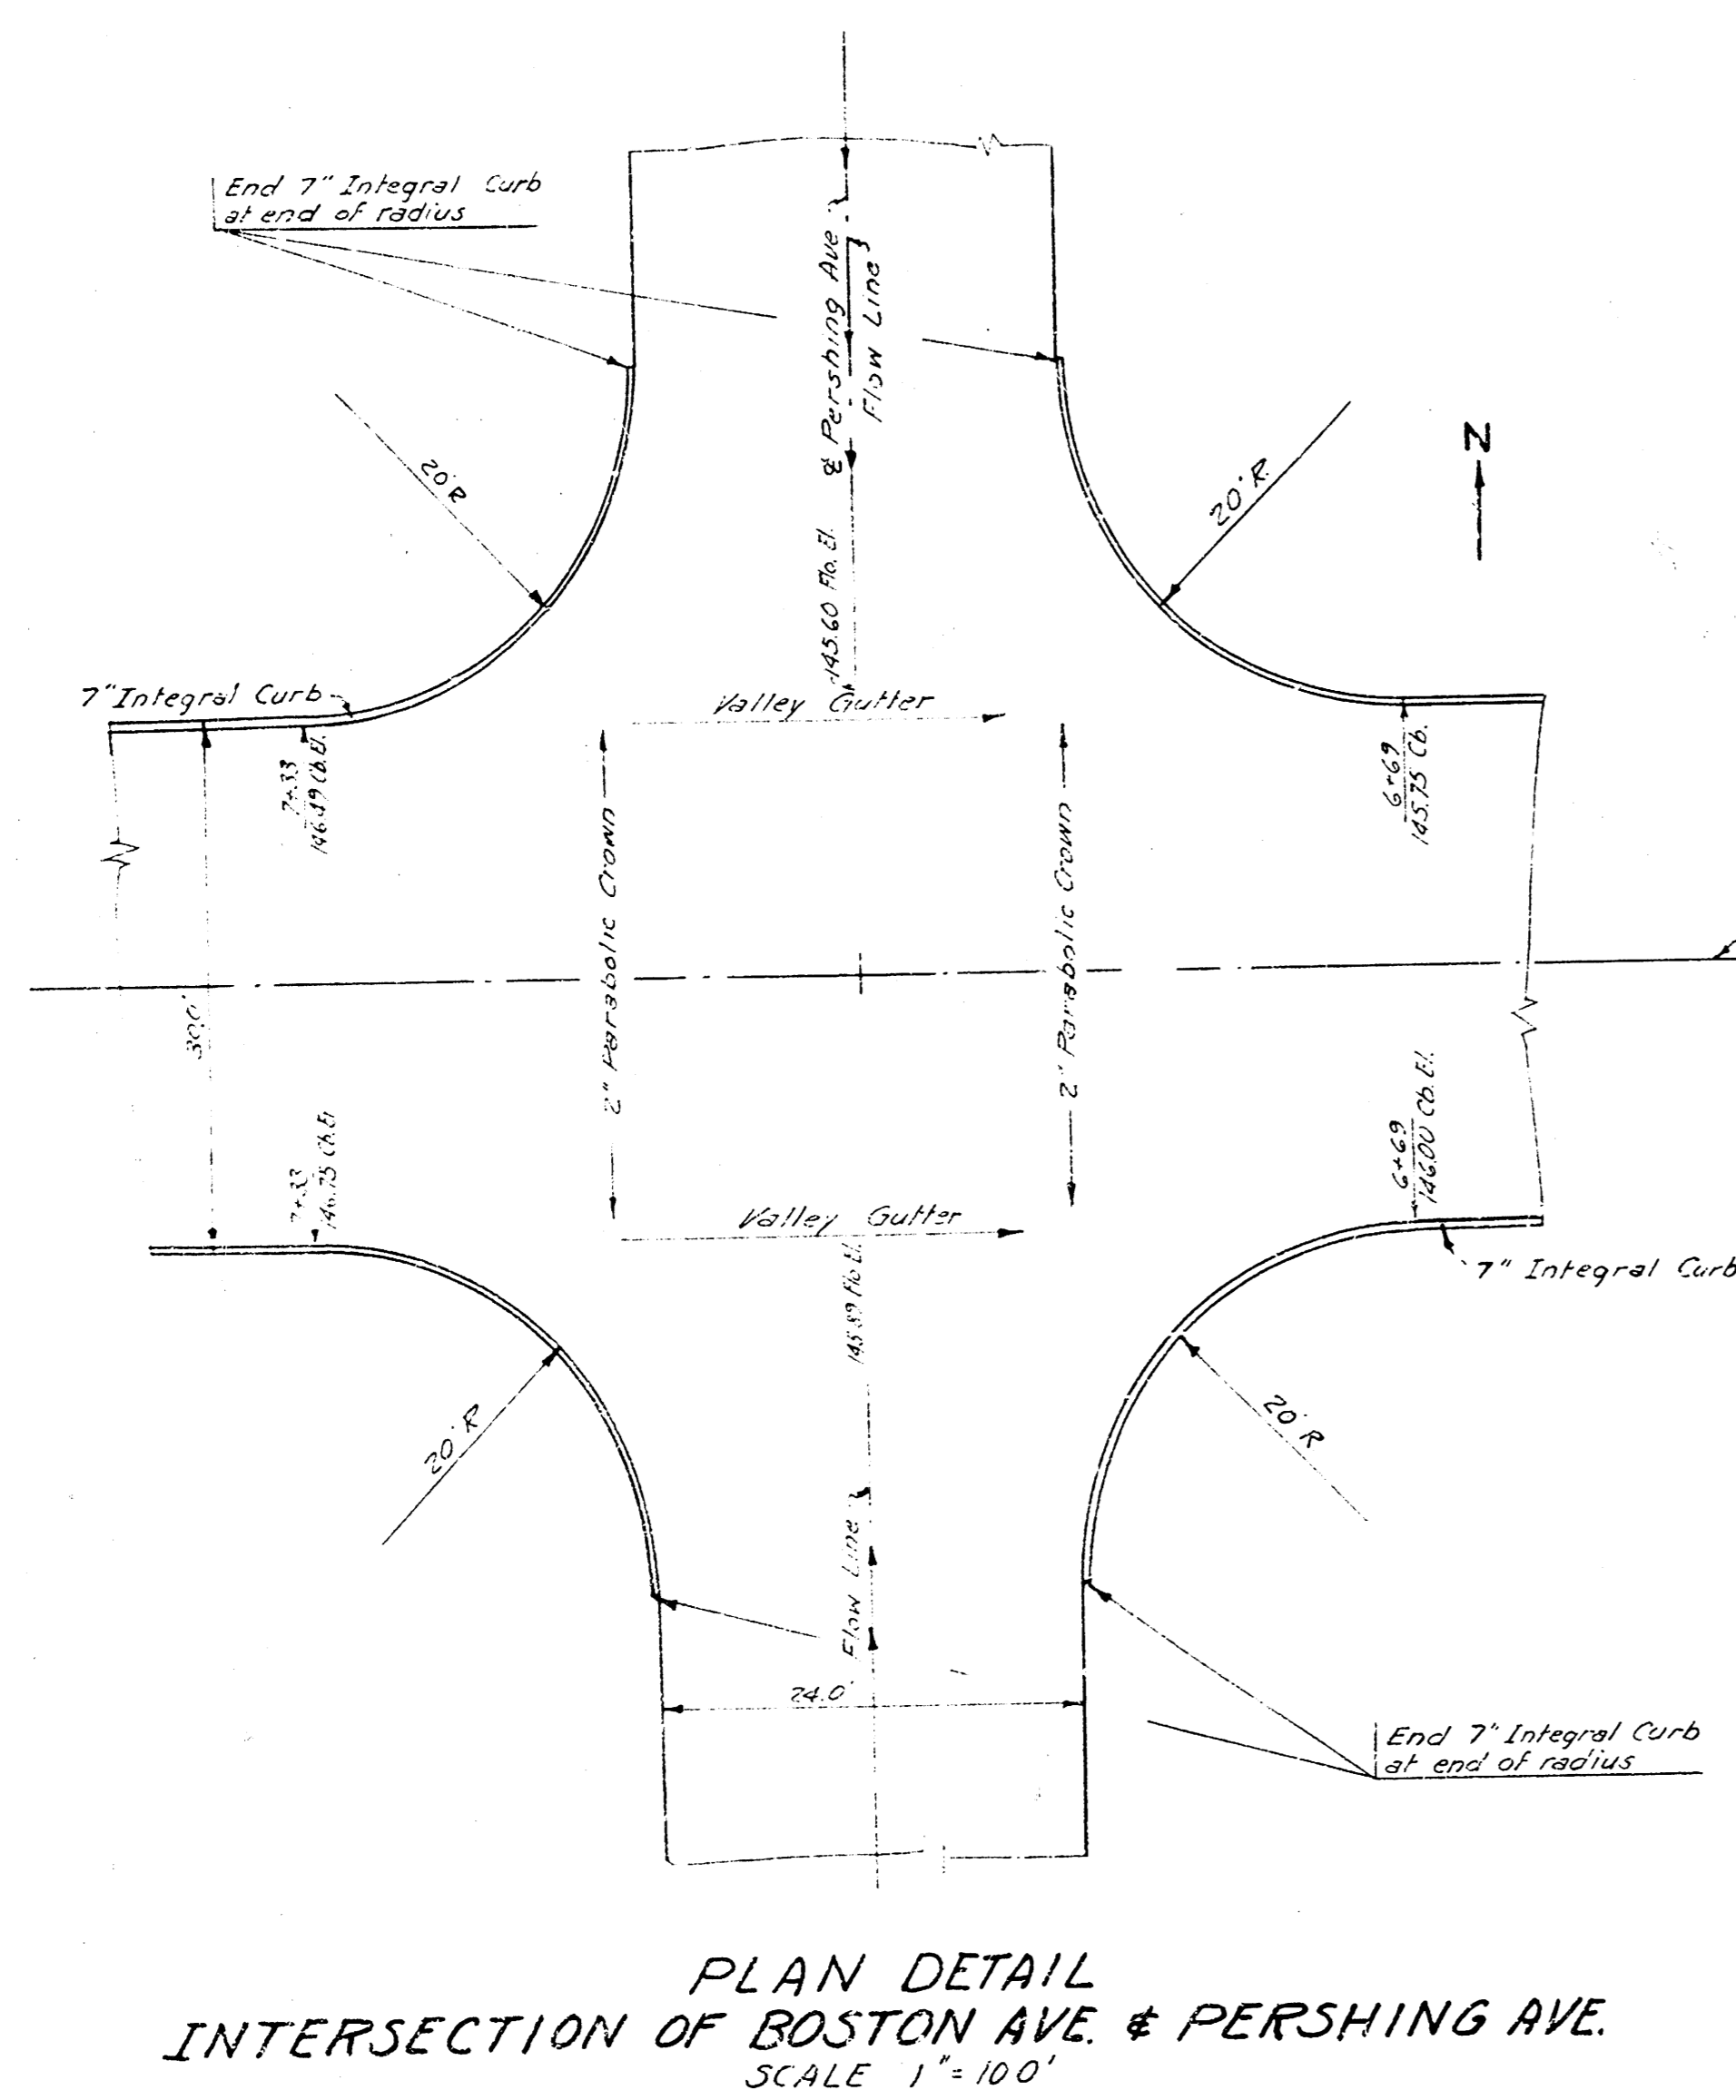 End 7" Integral Curb
at end of radius
℄ Pershing Ave
Flow Line
N
20' R
20' R.
145.60 Flo. El.
7" Integral Curb
Valley Gutter
7+33
146.49 Cb. El.
6+69
145.75 Cb.
2" Parabolic Crown
2" Parabolic Crown
30.0'
7+33
146.75 Cb. El
6+69
146.00 Cb. El.
Valley Gutter
7" Integral Curb
145.89 Flo El.
20' R
20' R
Flow Line
24.0'
End 7" Integral Curb
at end of radius
PLAN DETAIL
INTERSECTION OF BOSTON AVE. & PERSHING AVE.
SCALE 1" = 10.0'